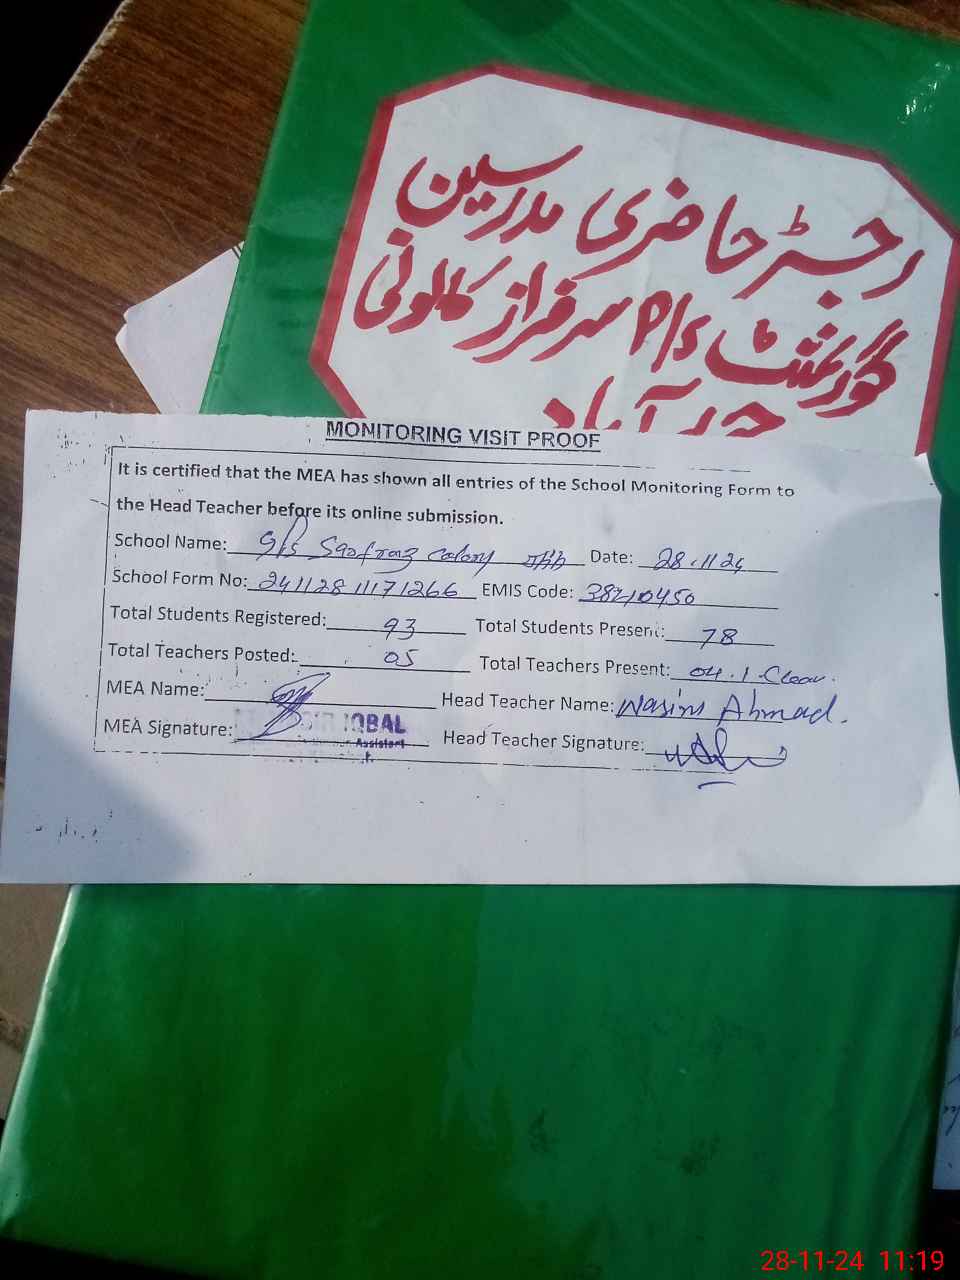 رجسٹر حاضری مدرسین
گورنمنٹ P/S سرفراز کالونی
MONITORING VISIT PROOF
It is certified that the MEA has shown all entries of the School Monitoring Form to
the Head Teacher before its online submission.
School Name: G/P/S Sarfraz Colony Date: 28.11.24
School Form No: 241128111171266 EMIS Code: 38210450
Total Students Registered: 93 Total Students Present: 78
Total Teachers Posted: 05 Total Teachers Present: 04.1.Cleav.
MEA Name: Head Teacher Name: Wasim Ahmad.
MEA Signature: IQBAL Head Teacher Signature:
Assistant
28-11-24 11:19